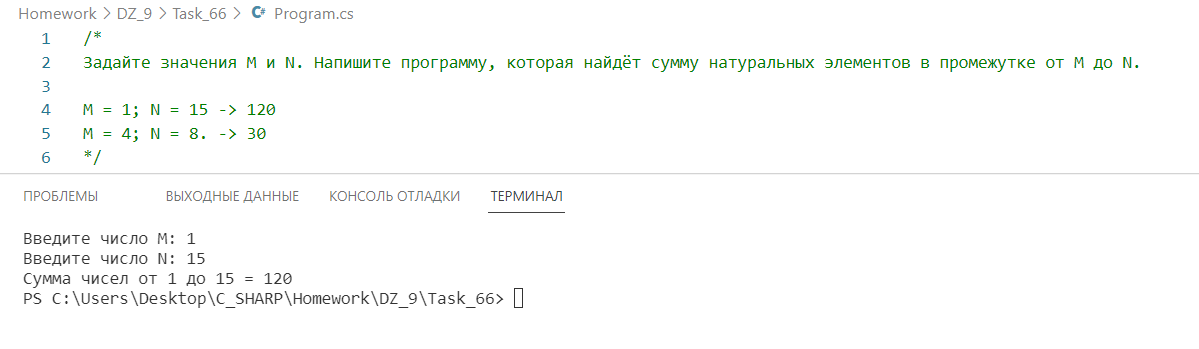 Homework > DZ_9 > Task_66 > C# Program.cs
1 /*
2 Задайте значения M и N. Напишите программу, которая найдёт сумму натуральных элементов в промежутке от M до N.
3
4 M = 1; N = 15 -> 120
5 M = 4; N = 8. -> 30
6 */
ПРОБЛЕМЫ ВЫХОДНЫЕ ДАННЫЕ КОНСОЛЬ ОТЛАДКИ ТЕРМИНАЛ
Введите число M: 1
Введите число N: 15
Сумма чисел от 1 до 15 = 120
PS C:\Users\Desktop\C_SHARP\Homework\DZ_9\Task_66>